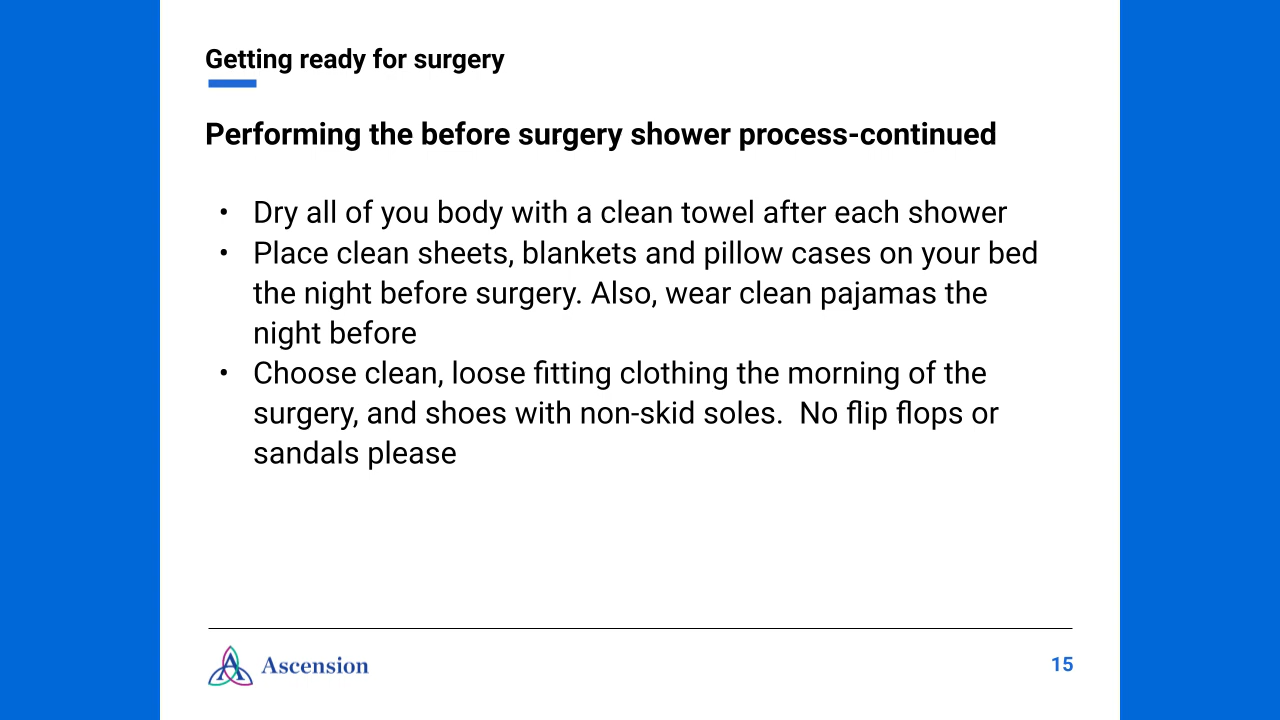 Getting ready for surgery
Performing the before surgery shower process-continued
• Dry all of you body with a clean towel after each shower
• Place clean sheets, blankets and pillow cases on your bed
the night before surgery. Also, wear clean pajamas the
night before
• Choose clean, loose fitting clothing the morning of the
surgery, and shoes with non-skid soles.  No flip flops or
sandals please
Ascension
15